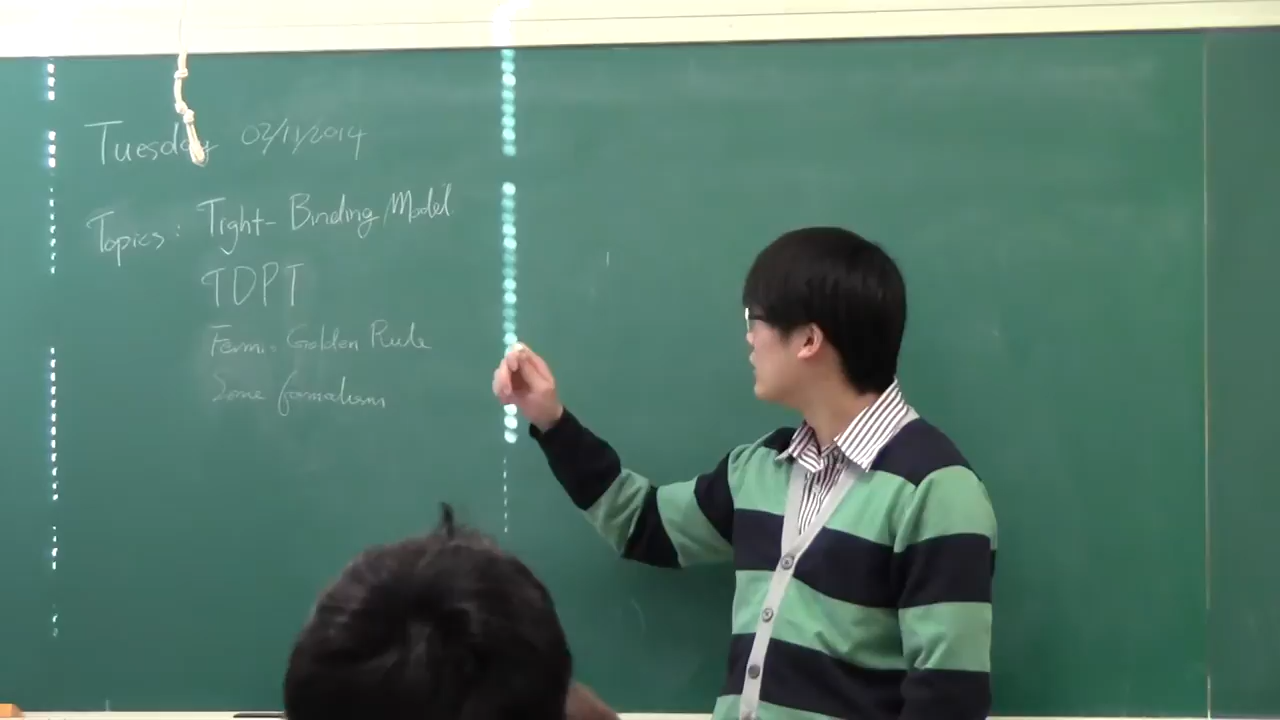 Tuesday 02/11/2014
Topics: Tight-Binding Model
TDPT
Fermi Golden Rule
Some formalism